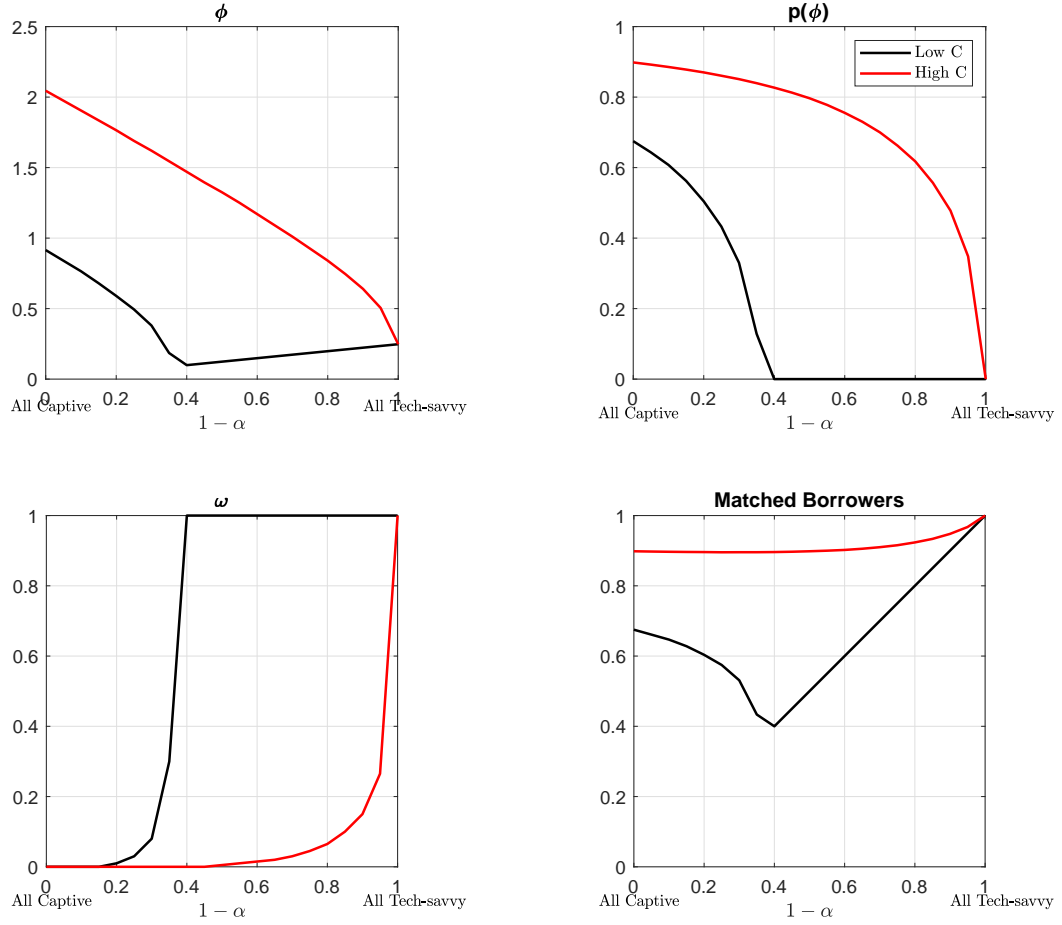 ϕ
2.5
2
1.5
1
0.5
0
0 0.2 0.4 0.6 0.8 1
All Captive All Tech-savvy
1 − α
p(ϕ)
Low C
High C
1
0.8
0.6
0.4
0.2
0
0 0.2 0.4 0.6 0.8 1
All Captive All Tech-savvy
1 − α
ω
1
0.8
0.6
0.4
0.2
0
0 0.2 0.4 0.6 0.8 1
All Captive All Tech-savvy
1 − α
Matched Borrowers
1
0.8
0.6
0.4
0.2
0
0 0.2 0.4 0.6 0.8 1
All Captive All Tech-savvy
1 − α